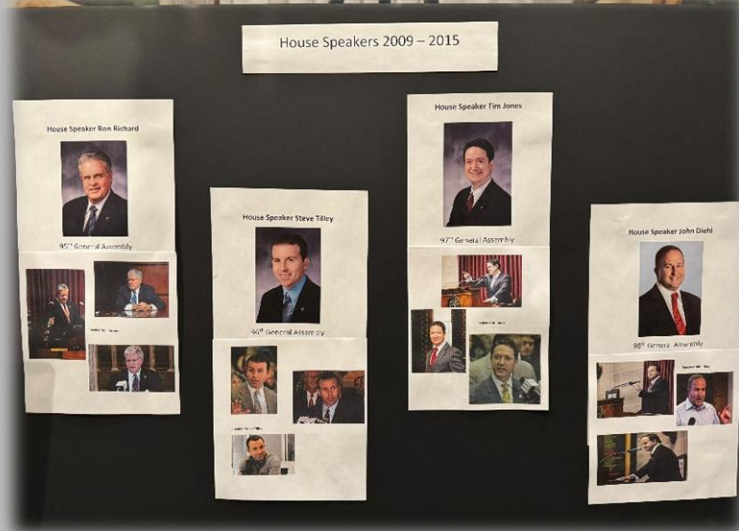 House Speakers 2009 – 2015
House Speaker Ron Richard
95th General Assembly
House Speaker Steve Tilley
96th General Assembly
House Speaker Tim Jones
97th General Assembly
House Speaker John Diehl
98th General Assembly